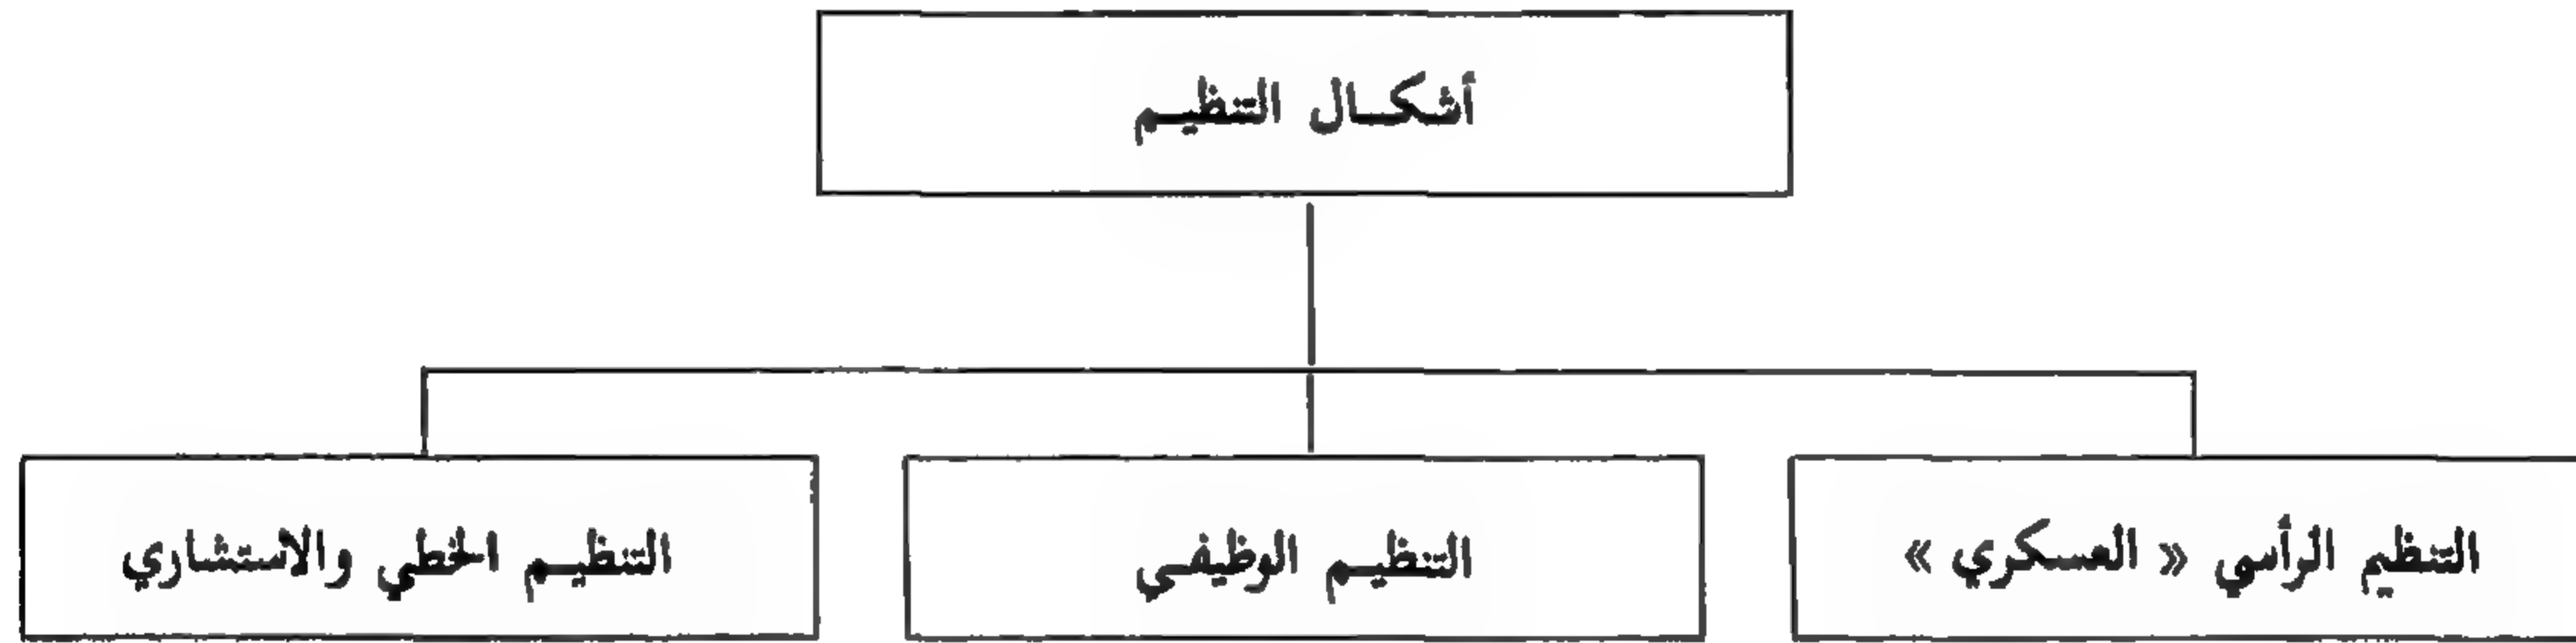 أشكال التنظيم
التنظيم الرأسي « العسكري »
التنظيم الوظيفي
التنظيم الخطي والاستشاري